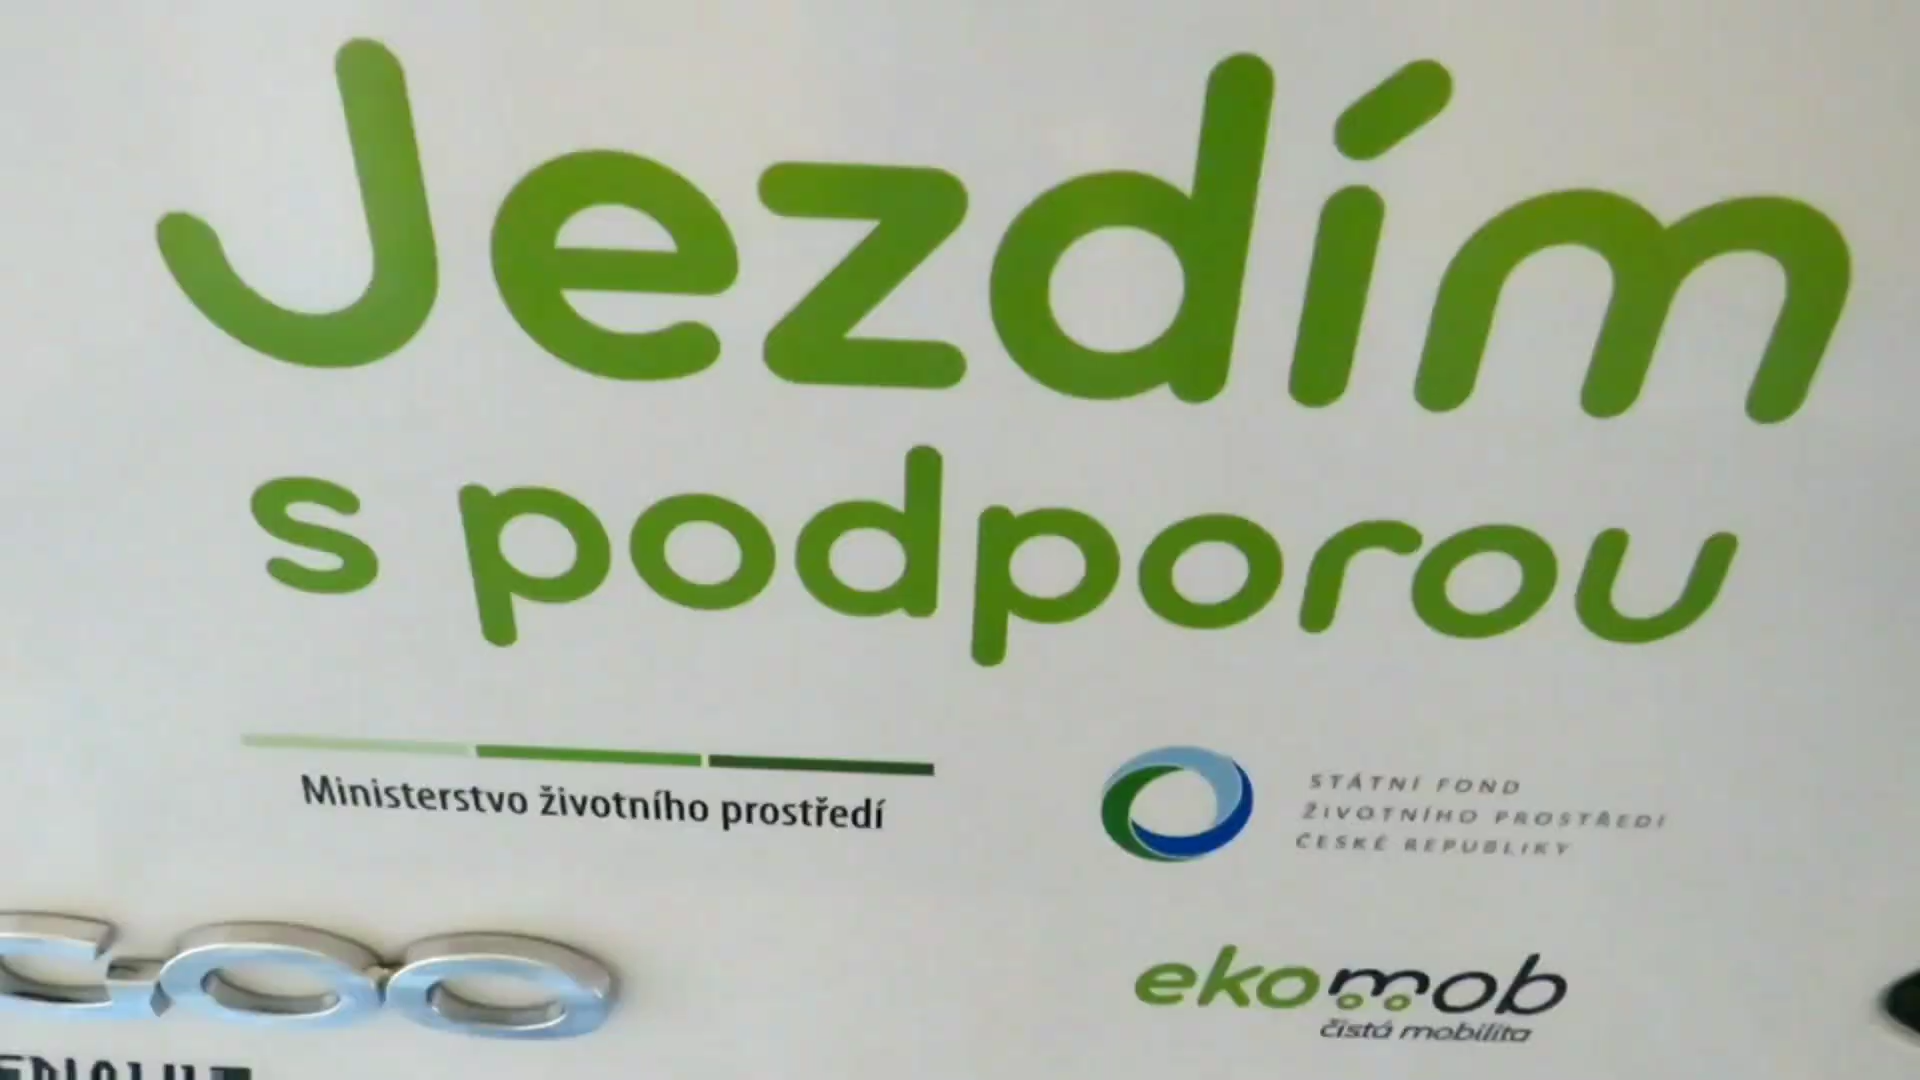 Jezdím
s podporou
Ministerstvo životního prostředí
STÁTNÍ FOND
ŽIVOTNÍHO PROSTŘEDÍ
ČESKÉ REPUBLIKY
ekomob
čistá mobilita